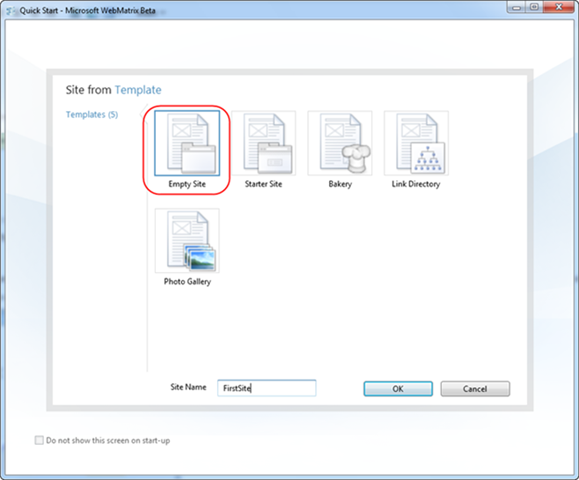 Quick Start - Microsoft WebMatrix Beta
Site from Template
Templates (5)
Empty Site
Starter Site
Bakery
Link Directory
Photo Gallery
Site Name
FirstSite
OK
Cancel
Do not show this screen on start-up